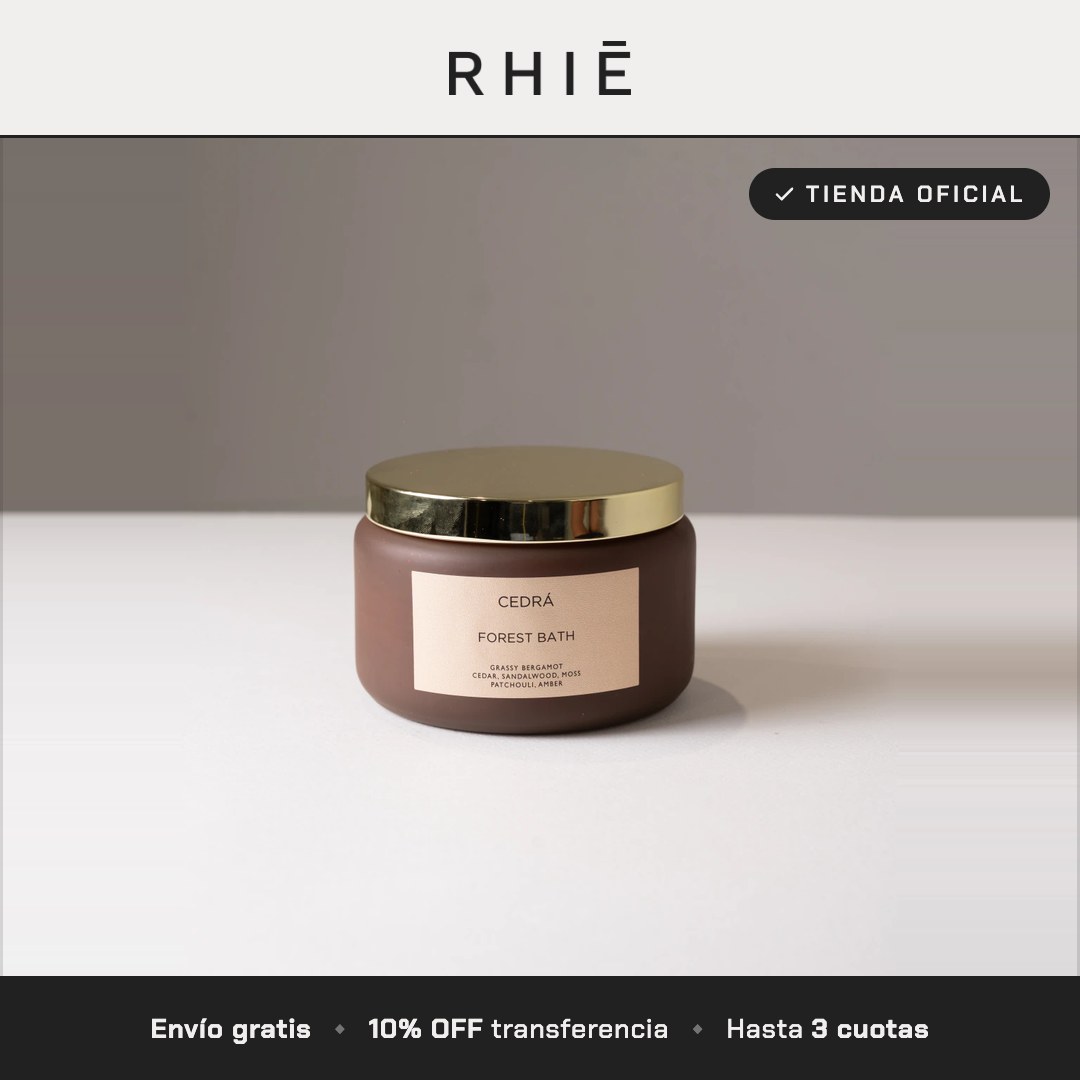 RHIĒ
TIENDA OFICIAL
CEDRÁ
FOREST BATH
GRASSY BERGAMOT
CEDAR, SANDALWOOD, MOSS
PATCHOULI, AMBER
Envío gratis ◆ 10% OFF transferencia ◆ Hasta 3 cuotas